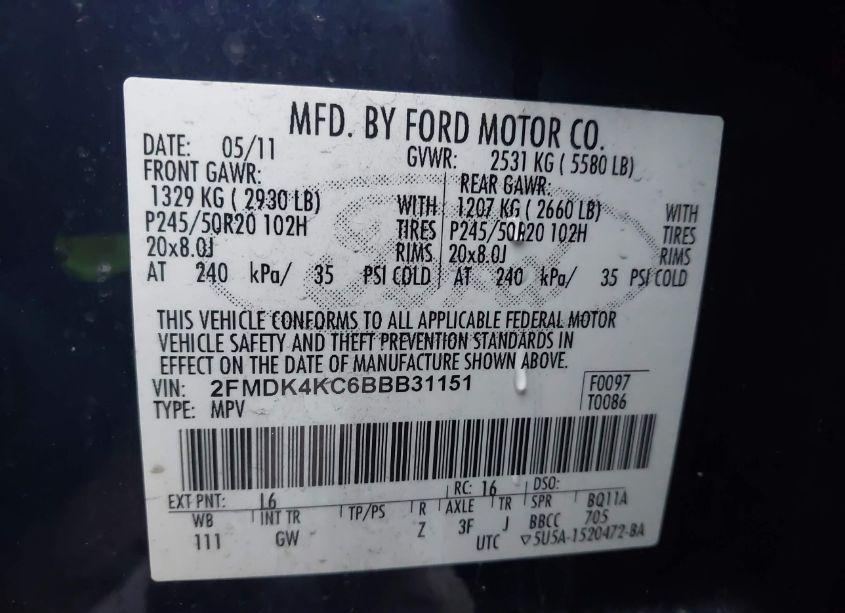 MFD. BY FORD MOTOR CO.
DATE: 05/11 GVWR: 2531 KG ( 5580 LB)
FRONT GAWR: REAR GAWR:
1329 KG ( 2930 LB) WITH 1207 KG ( 2660 LB) WITH
P245/50R20 102H TIRES P245/50R20 102H TIRES
20x8.0J RIMS 20x8.0J RIMS
AT 240 kPa/ 35 PSI COLD AT 240 kPa/ 35 PSI COLD
THIS VEHICLE CONFORMS TO ALL APPLICABLE FEDERAL MOTOR
VEHICLE SAFETY AND THEFT PREVENTION STANDARDS IN
EFFECT ON THE DATE OF MANUFACTURE SHOWN ABOVE.
VIN: 2FMDK4KC6BBB31151 F0097
TYPE: MPV T0086
EXT PNT: L6 RC: 16 DSO:
WB INT TR TP/PS R AXLE TR SPR BQ11A
111 GW Z 3F J BBCC 705
UTC ▽5U5A-1520472-BA